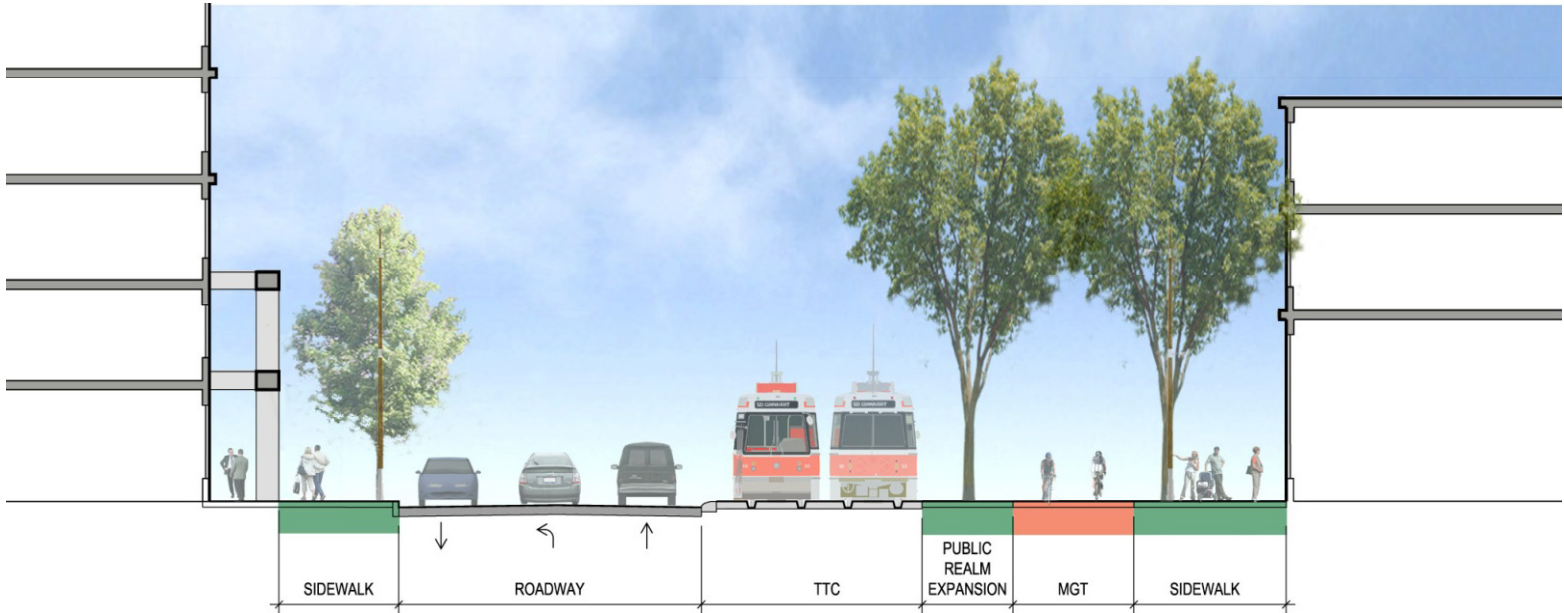 SIDEWALK
ROADWAY
TTC
PUBLIC
REALM
EXPANSION
MGT
SIDEWALK